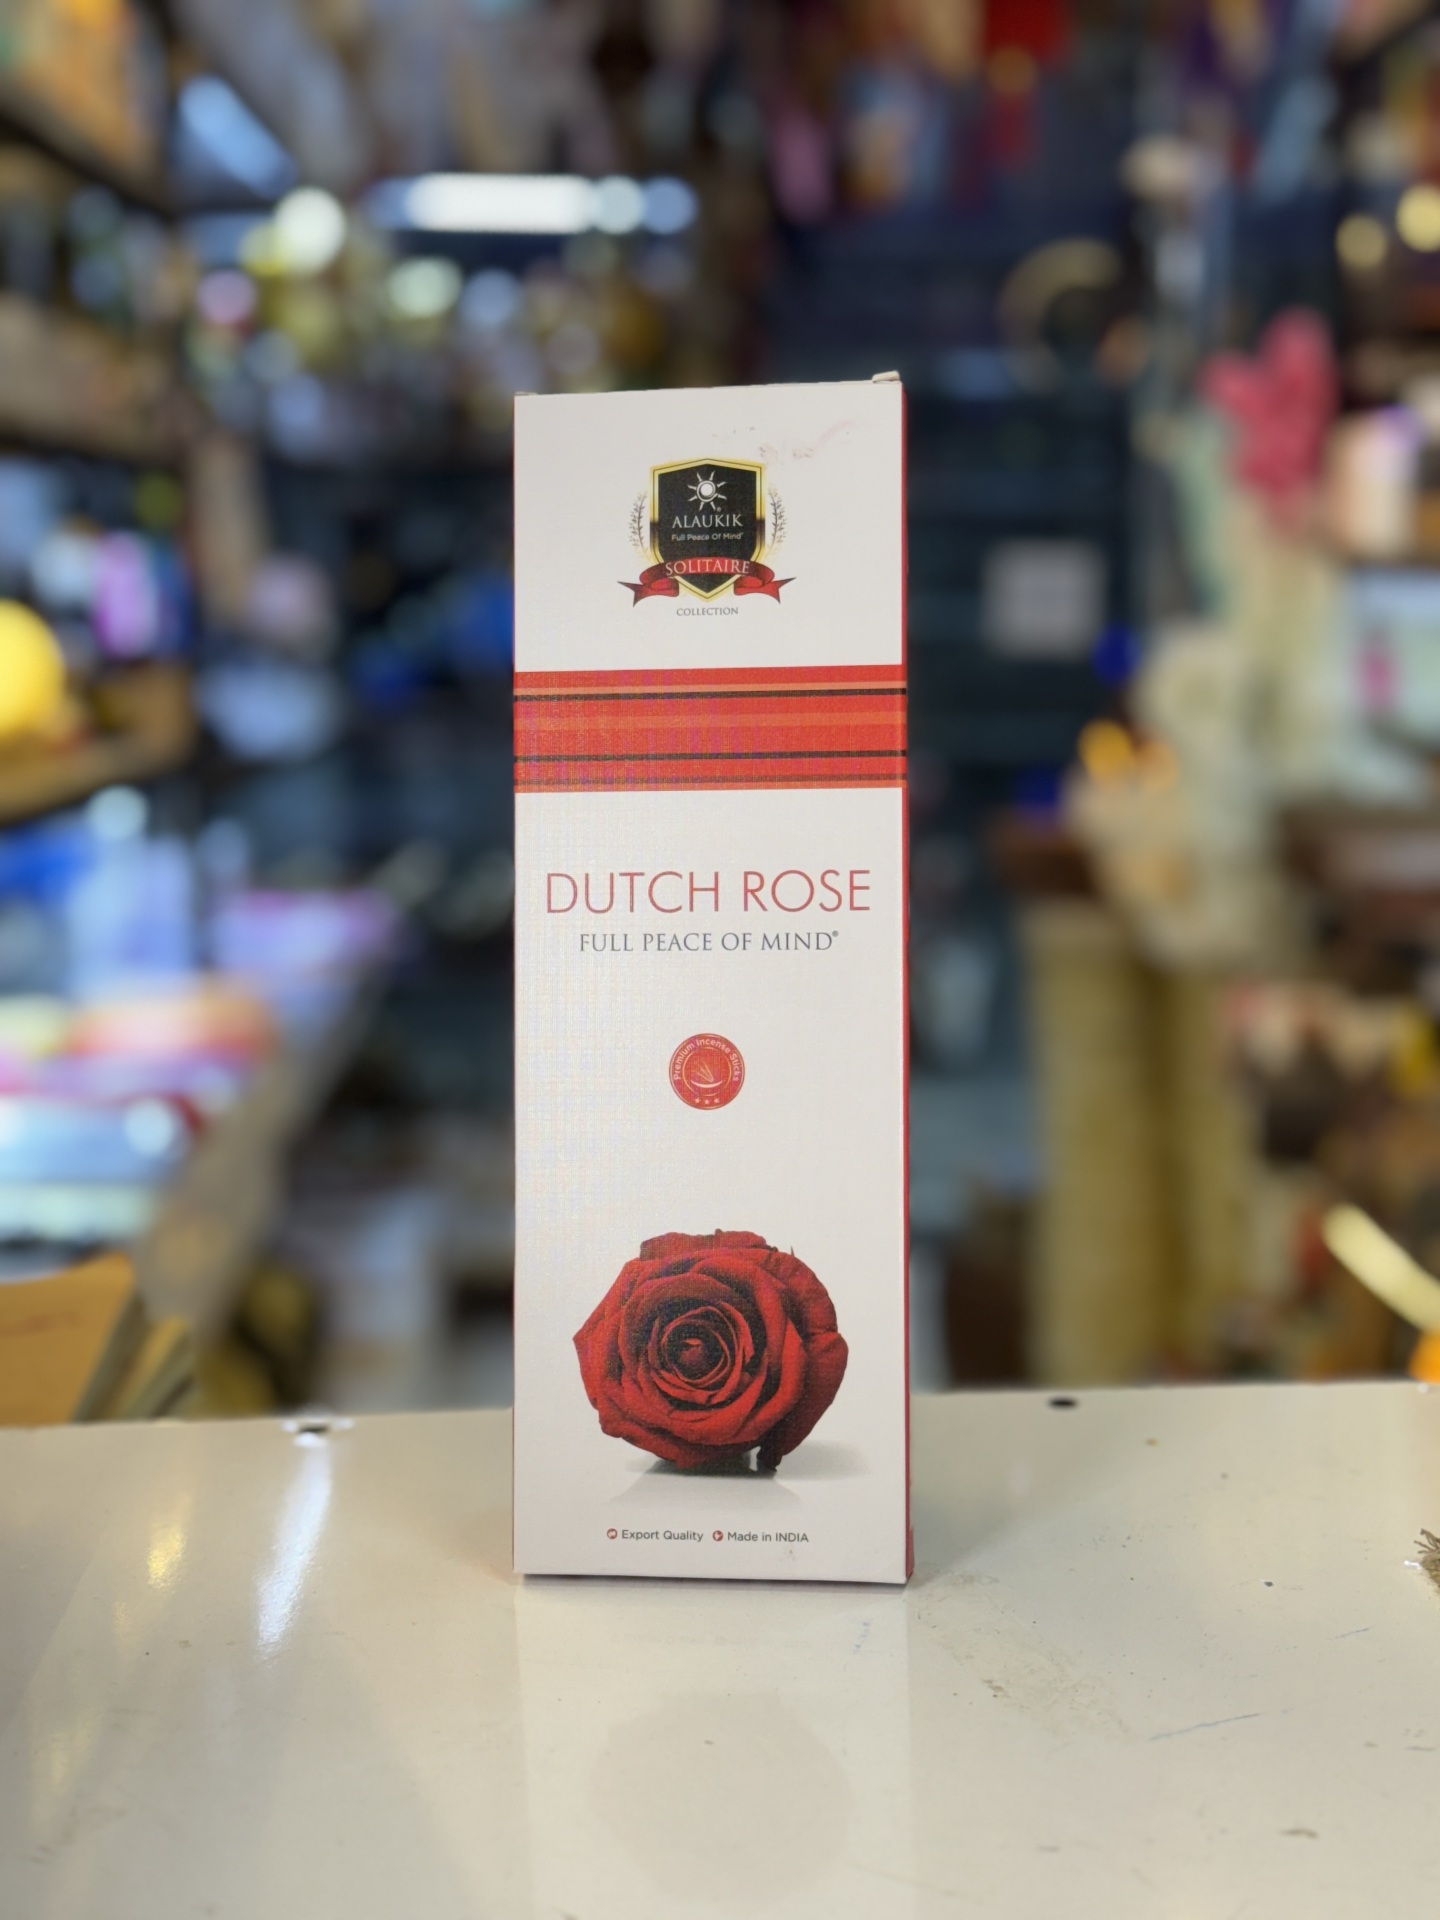 ALAUKIK
Full Peace Of Mind®
SOLITAIRE
COLLECTION
DUTCH ROSE
FULL PEACE OF MIND®
Premium Incense Sticks
Export Quality Made in INDIA